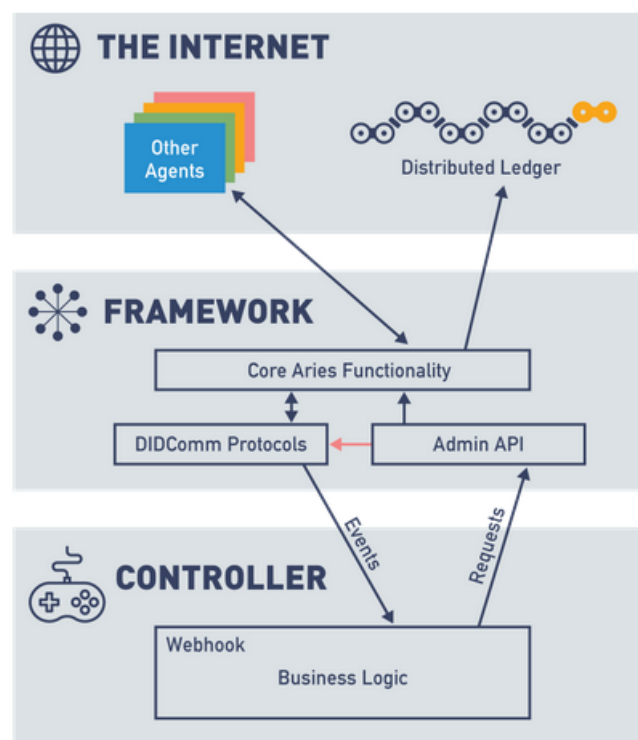 THE INTERNET
Other
Agents
Distributed Ledger
FRAMEWORK
Core Aries Functionality
DIDComm Protocols
Admin API
Events
Requests
CONTROLLER
Webhook
Business Logic